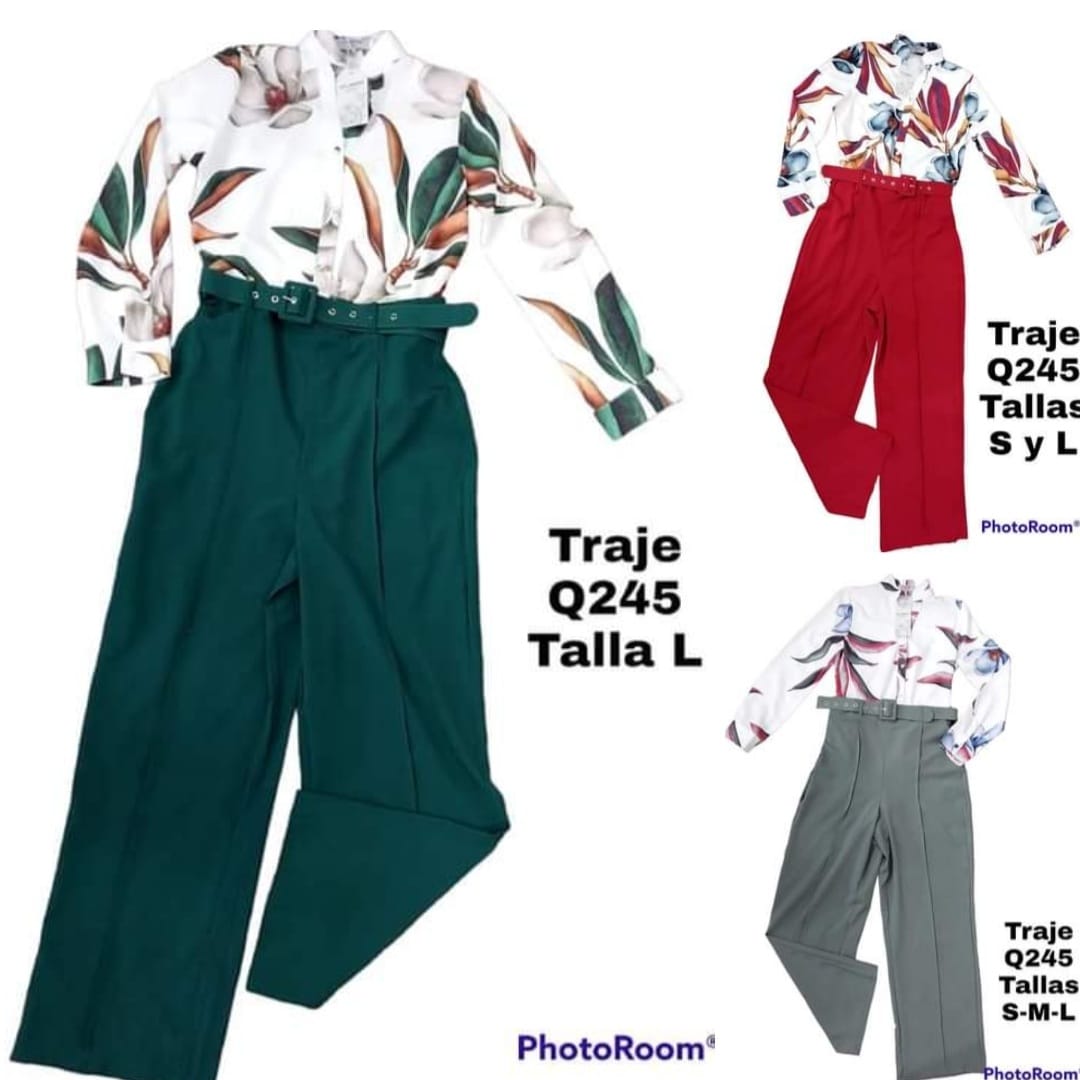 Traje
Q245
Talla L
PhotoRoom®
Traje
Q245
Tallas
S y L
PhotoRoom®
Traje
Q245
Tallas
S-M-L
PhotoRoom